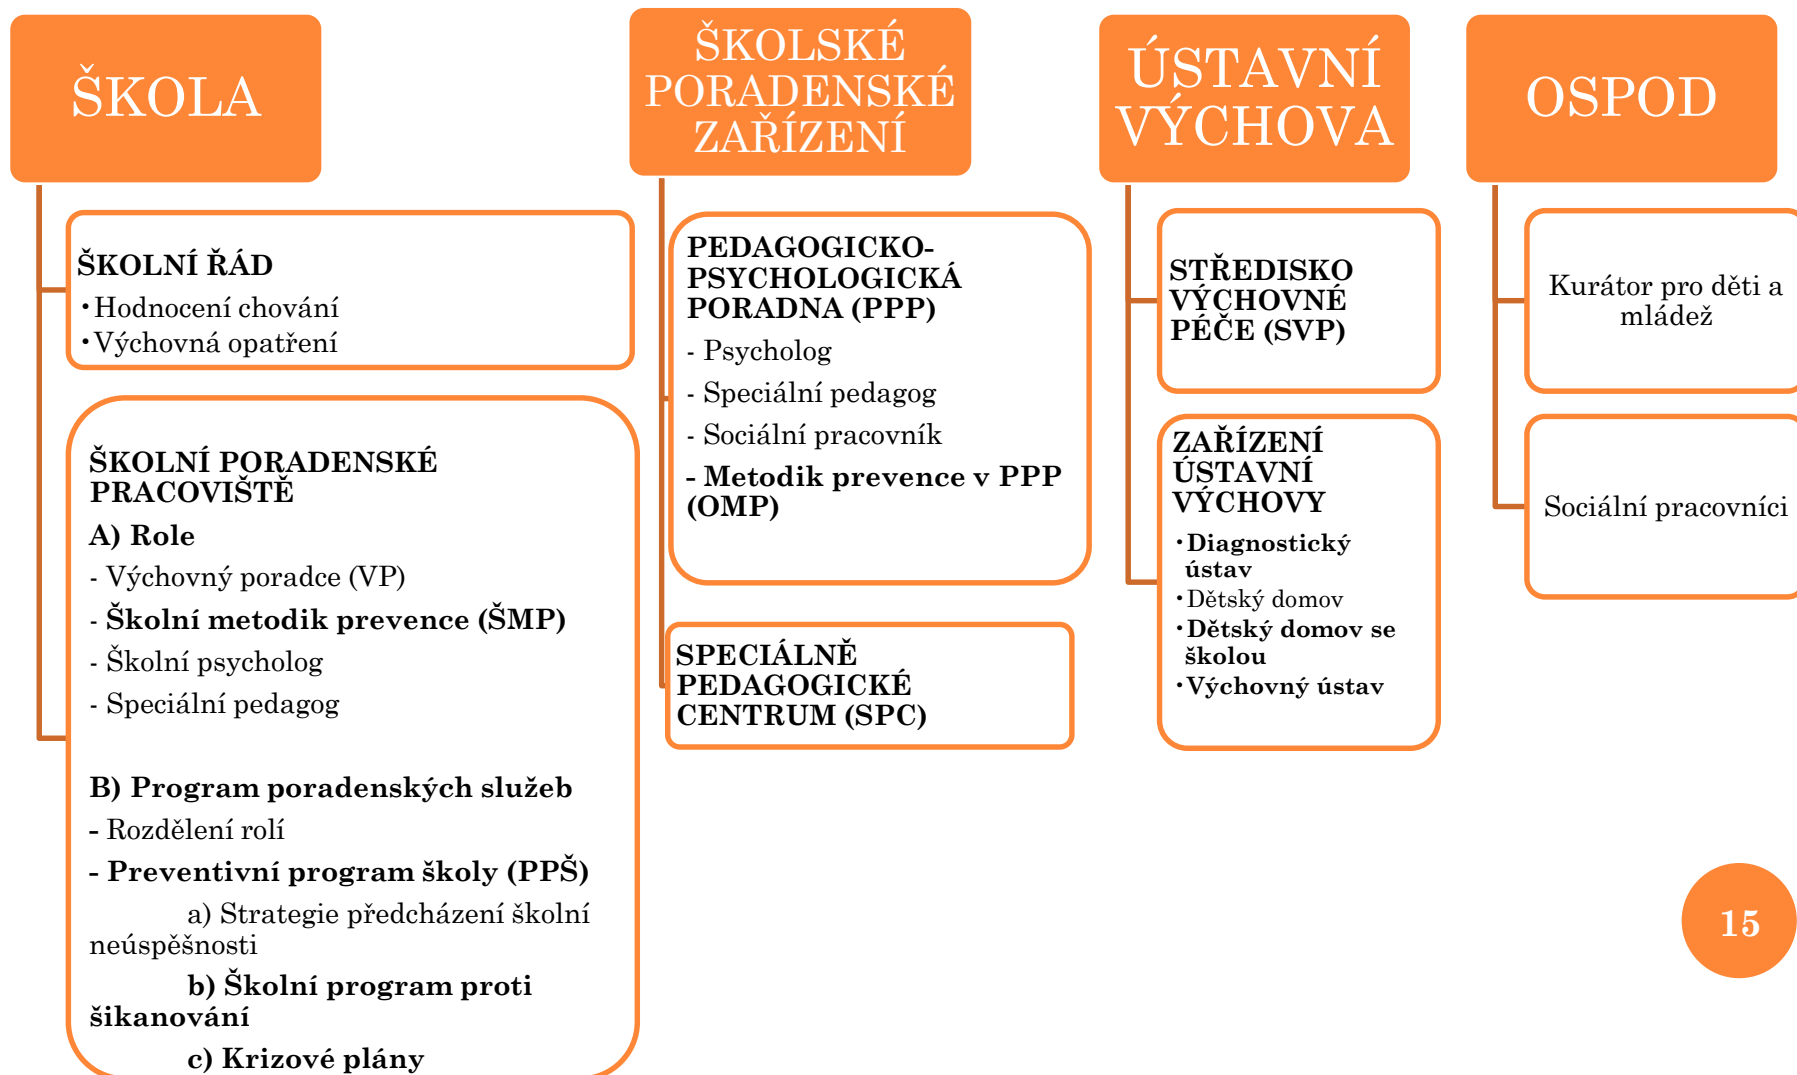 ŠKOLA
ŠKOLNÍ ŘÁD
•Hodnocení chování
•Výchovná opatření
ŠKOLNÍ PORADENSKÉ
PRACOVIŠTĚ
A) Role
- Výchovný poradce (VP)
- Školní metodik prevence (ŠMP)
- Školní psycholog
- Speciální pedagog
B) Program poradenských služeb
- Rozdělení rolí
- Preventivní program školy (PPŠ)
a) Strategie předcházení školní
neúspěšnosti
b) Školní program proti
šikanování
c) Krizové plány
ŠKOLSKÉ
PORADENSKÉ
ZAŘÍZENÍ
PEDAGOGICKO-
PSYCHOLOGICKÁ
PORADNA (PPP)
- Psycholog
- Speciální pedagog
- Sociální pracovník
- Metodik prevence v PPP
(OMP)
SPECIÁLNĚ
PEDAGOGICKÉ
CENTRUM (SPC)
ÚSTAVNÍ
VÝCHOVA
STŘEDISKO
VÝCHOVNÉ
PÉČE (SVP)
ZAŘÍZENÍ
ÚSTAVNÍ
VÝCHOVY
•Diagnostický
ústav
•Dětský domov
•Dětský domov se
školou
•Výchovný ústav
OSPOD
Kurátor pro děti a
mládež
Sociální pracovníci
15